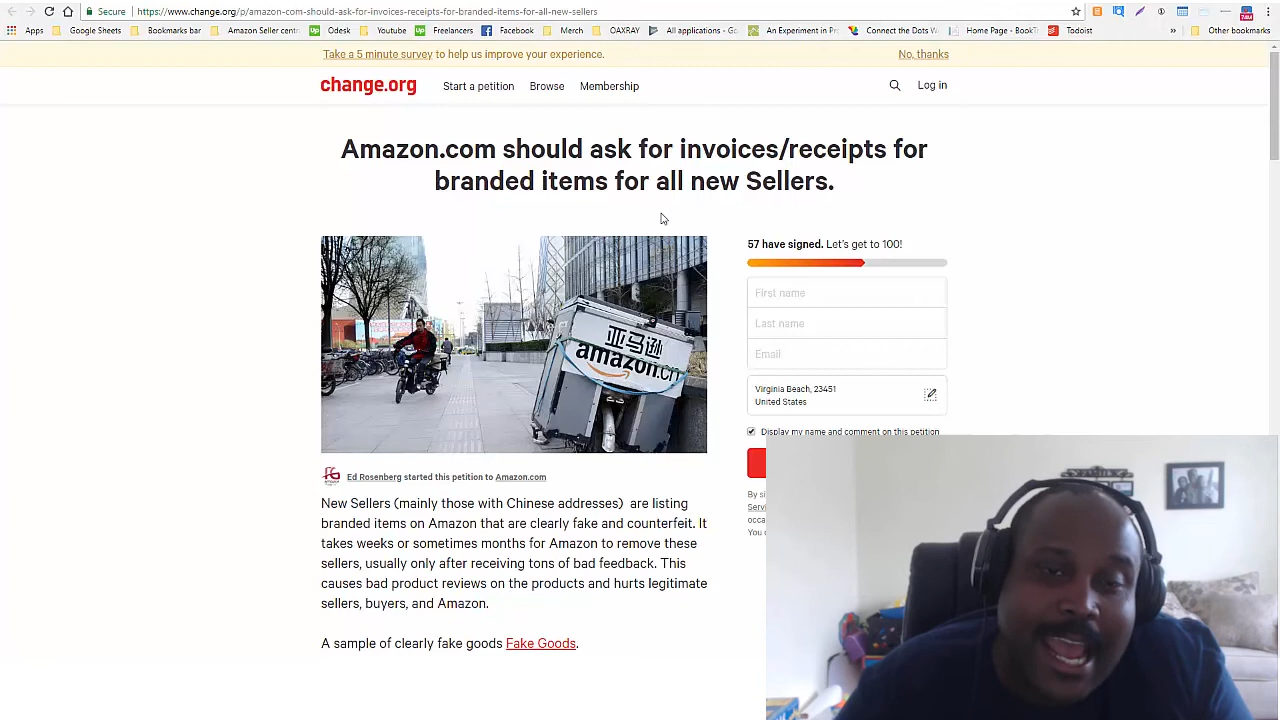 Secure
https://www.change.org/p/amazon-com-should-ask-for-invoices-receipts-for-branded-items-for-all-new-sellers
Apps Google Sheets Bookmarks bar Amazon Seller centr Odesk Youtube Freelancers Facebook Merch OAXRAY All applications - Go An Experiment in Pro Connect the Dots W Home Page - BookT Todoist » Other bookmarks
Take a 5 minute survey to help us improve your experience. No, thanks
change.org Start a petition Browse Membership Log in
Amazon.com should ask for invoices/receipts for
branded items for all new Sellers.
亚马逊
amazon.cn
57 have signed. Let's get to 100!
First name
Last name
Email
Virginia Beach, 23451
United States
Display my name and comment on this petition
By si
Servi
occa
You c
Ed Rosenberg started this petition to Amazon.com
New Sellers (mainly those with Chinese addresses) are listing
branded items on Amazon that are clearly fake and counterfeit. It
takes weeks or sometimes months for Amazon to remove these
sellers, usually only after receiving tons of bad feedback. This
causes bad product reviews on the products and hurts legitimate
sellers, buyers, and Amazon.
A sample of clearly fake goods Fake Goods.